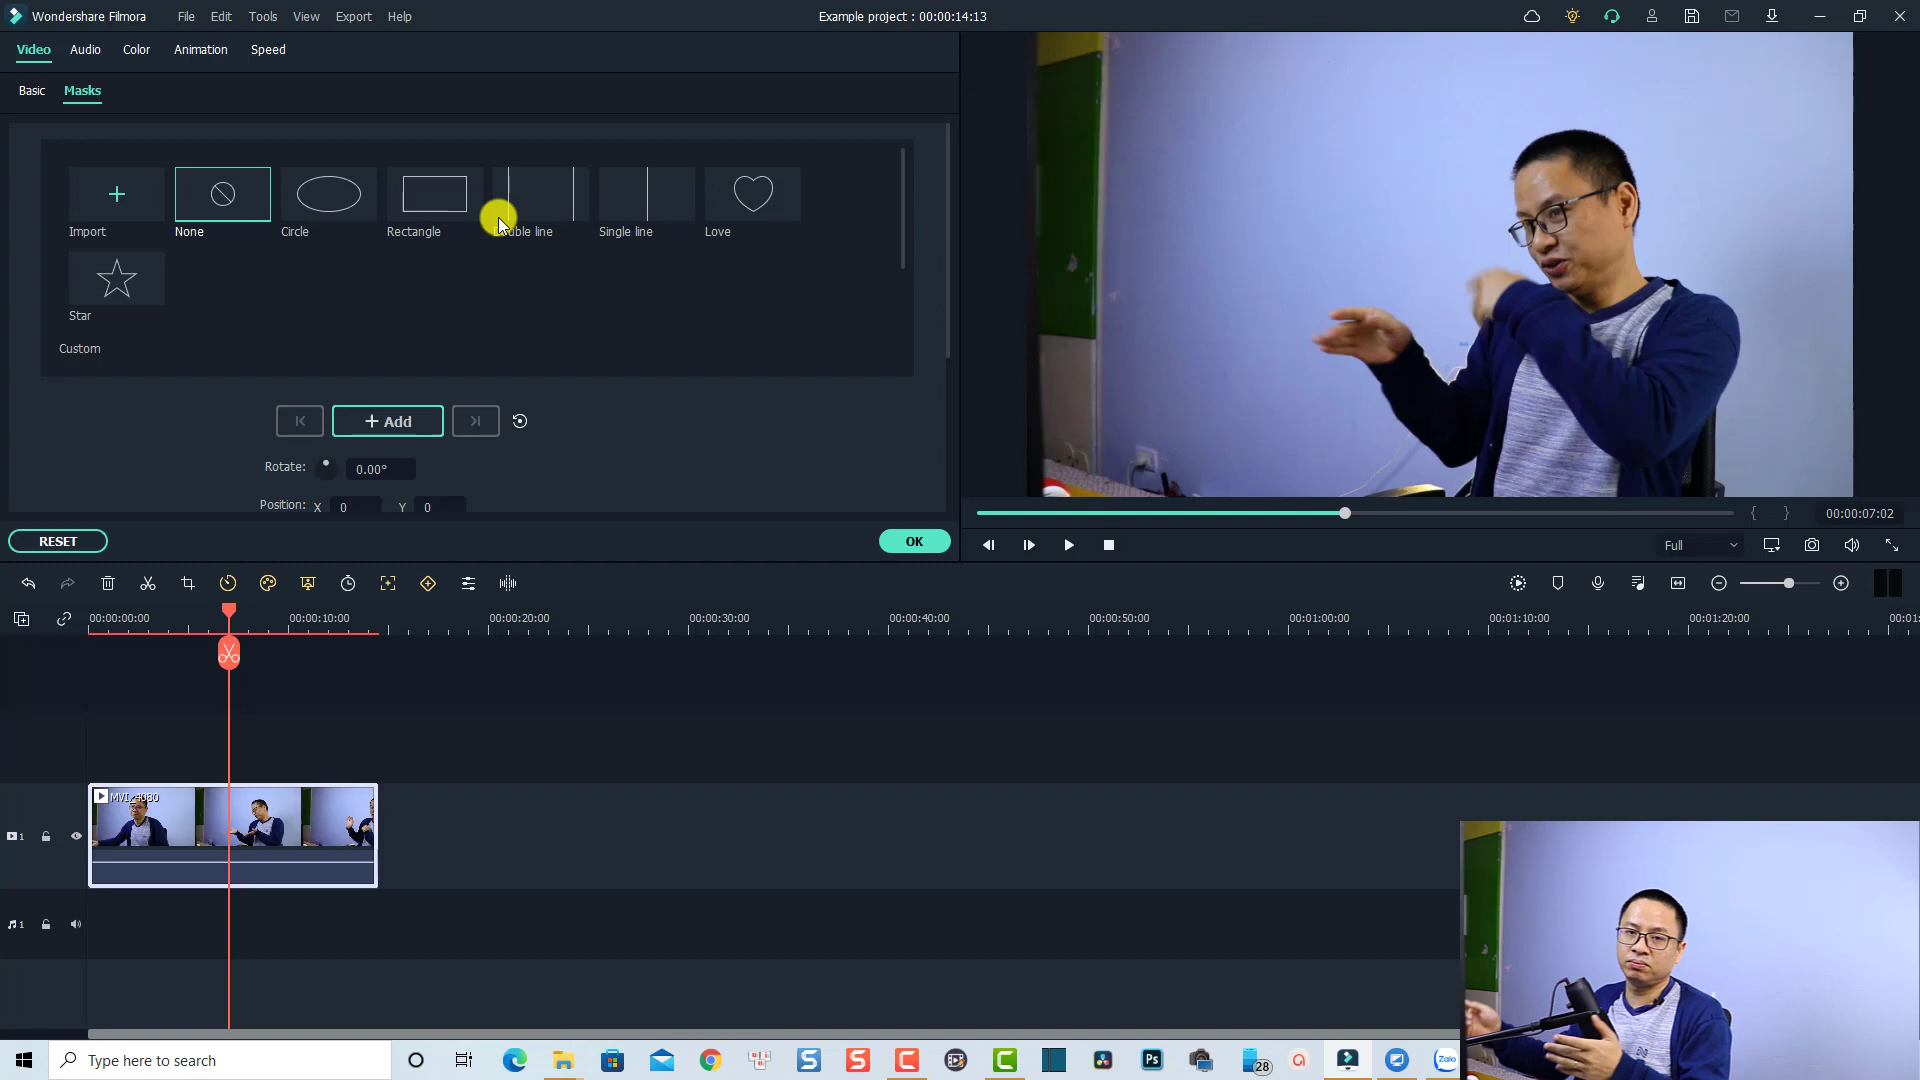 Wondershare Filmora File Edit Tools View Export Help Example project : 00:00:14:13
Video Audio Color Animation Speed
Basic Masks
Import None Circle Rectangle line Single line Love
Star
Custom
+ Add
Rotate: 0.00°
Position: X 0 Y 0
RESET OK
00:00:07:02
Full
00:00:00:00 00:00:10:00 00:00:20:00 00:00:30:00 00:00:40:00 00:00:50:00 00:01:00:00 00:01:10:00 00:01:20:00
1
1
Type here to search
Ps
28
Zalo